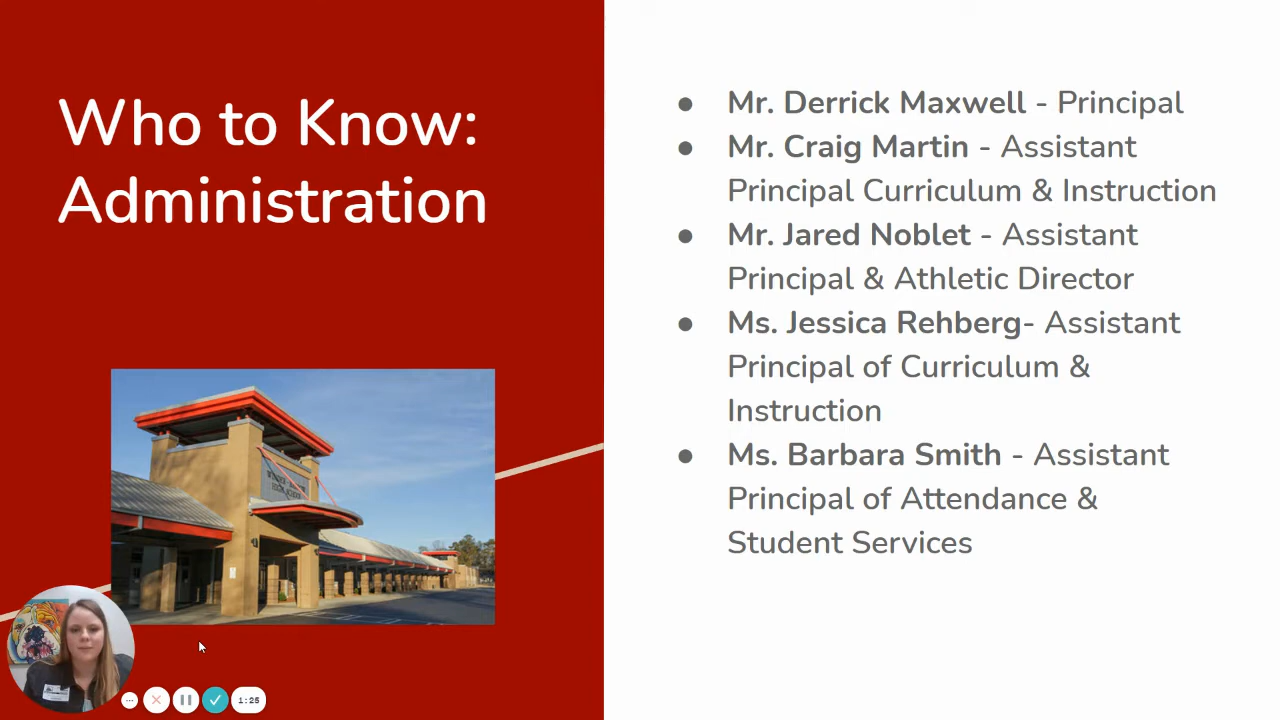 Who to Know:
Administration
● Mr. Derrick Maxwell - Principal
● Mr. Craig Martin - Assistant
Principal Curriculum & Instruction
● Mr. Jared Noblet - Assistant
Principal & Athletic Director
● Ms. Jessica Rehberg- Assistant
Principal of Curriculum &
Instruction
● Ms. Barbara Smith - Assistant
Principal of Attendance &
Student Services
1:25